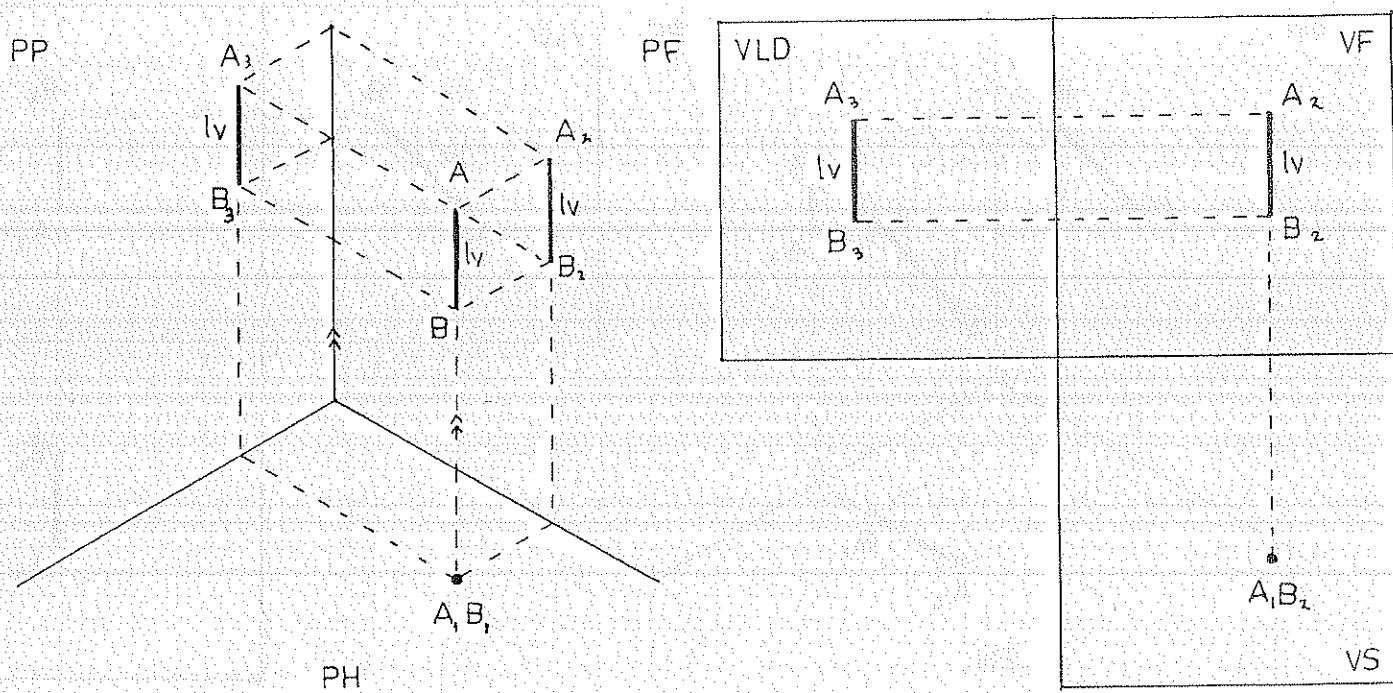 PP
PF
A₃
lv
B₃
A
lv
B
A₂
lv
B₂
A₁B₁
PH
VLD
VF
A₃
lv
B₃
A₂
lv
B₂
A₁B₂
VS